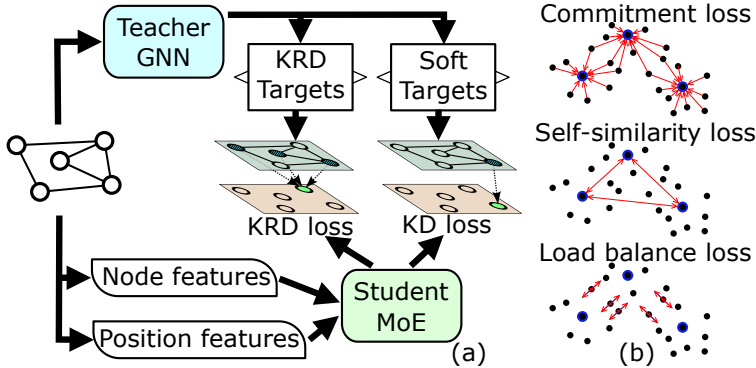 Teacher
GNN
KRD
Targets
Soft
Targets
KRD loss
KD loss
Node features
Position features
Student
MoE
(a)
Commitment loss
Self-similarity loss
Load balance loss
(b)